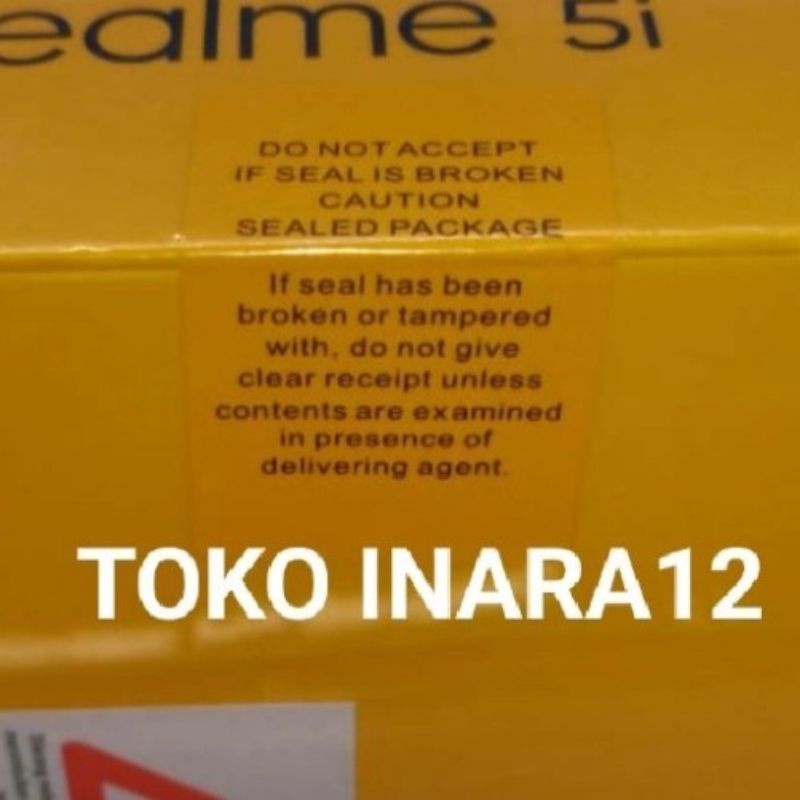 ealme 5i
DO NOT ACCEPT
IF SEAL IS BROKEN
CAUTION
SEALED PACKAGE
If seal has been
broken or tampered
with, do not give
clear receipt unless
contents are examined
in presence of
delivering agent.
TOKO INARA12